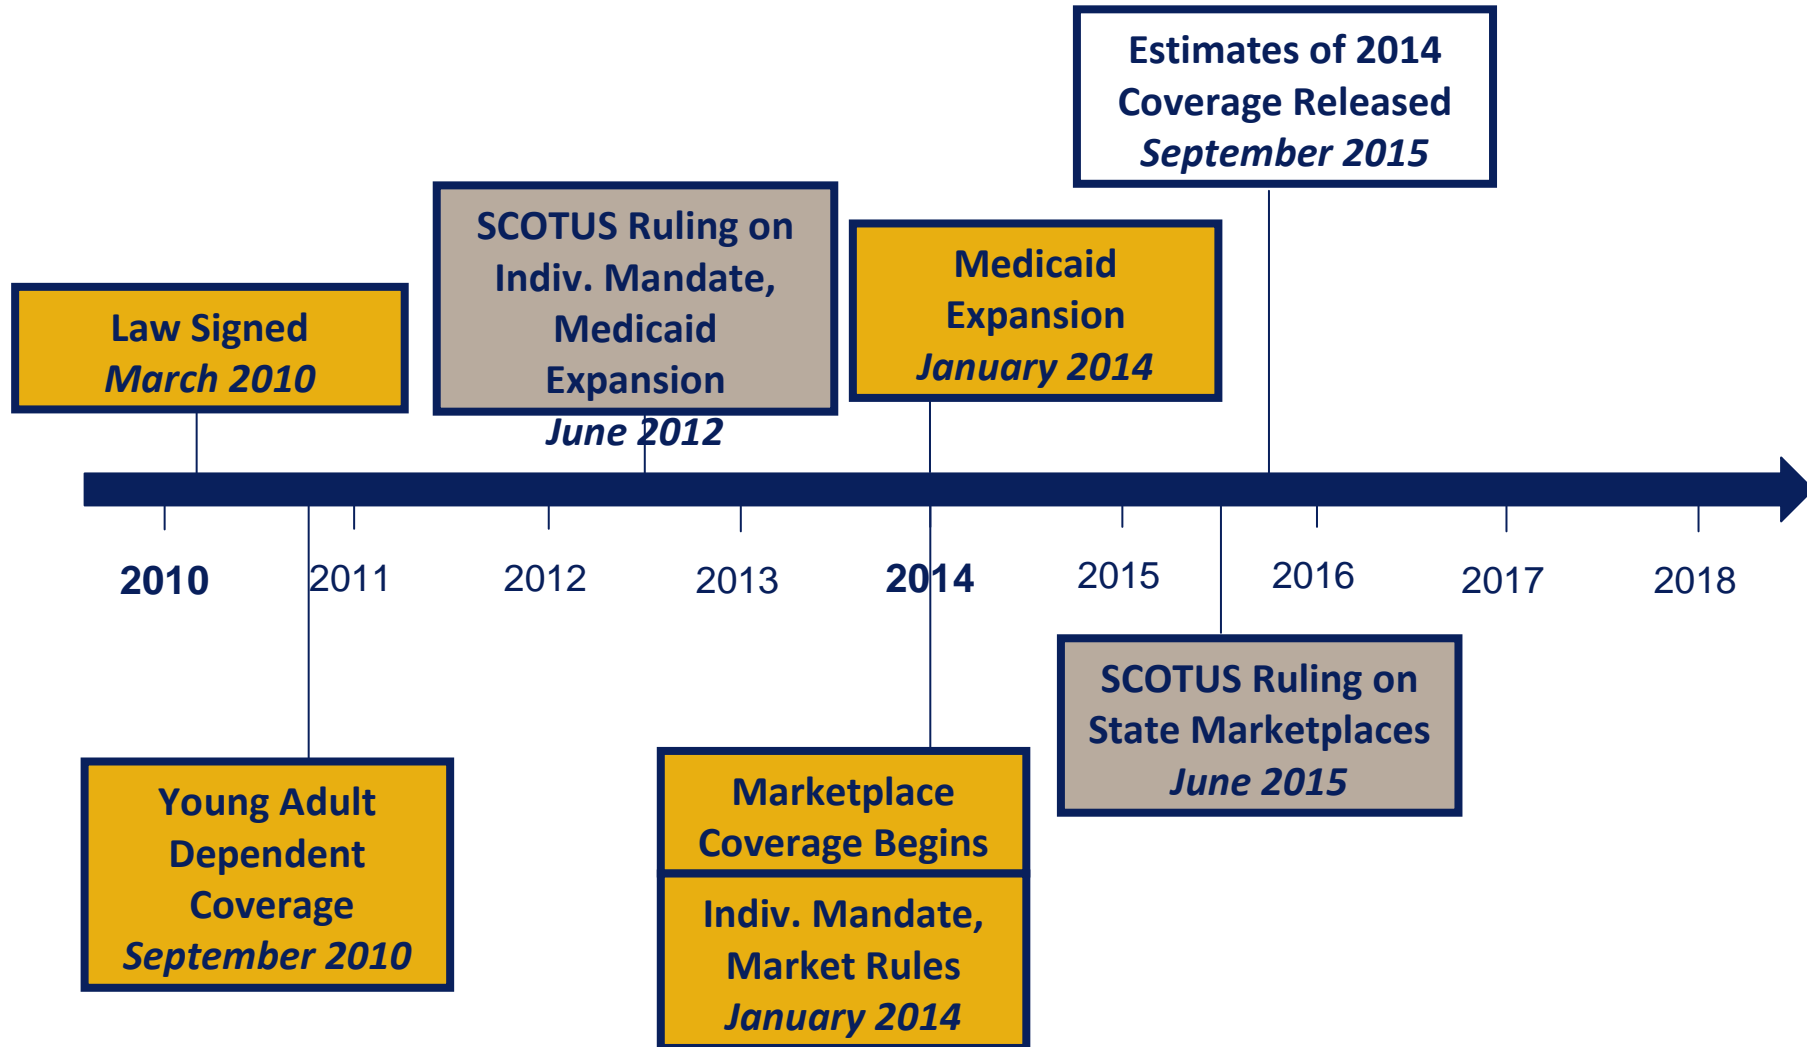 Estimates of 2014
Coverage Released
September 2015
SCOTUS Ruling on
Indiv. Mandate,
Medicaid
Expansion
June 2012
Medicaid
Expansion
January 2014
Law Signed
March 2010
2010
2011
2012
2013
2014
2015
2016
2017
2018
SCOTUS Ruling on
State Marketplaces
June 2015
Young Adult
Dependent
Coverage
September 2010
Marketplace
Coverage Begins
Indiv. Mandate,
Market Rules
January 2014